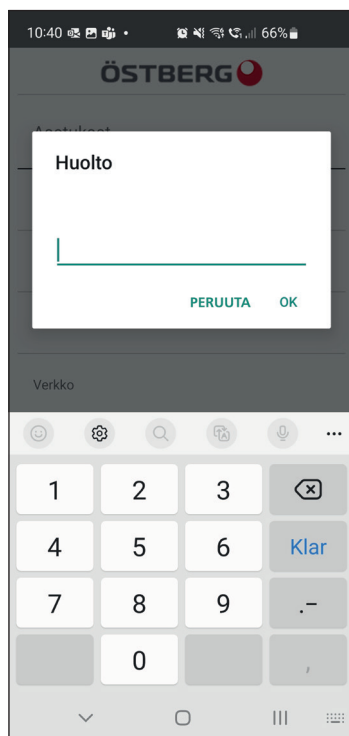 10:40 66%
ÖSTBERG
Asetukset
Huolto
PERUUTA OK
Verkko
1 2 3
4 5 6 Klar
7 8 9 .-
0 ,